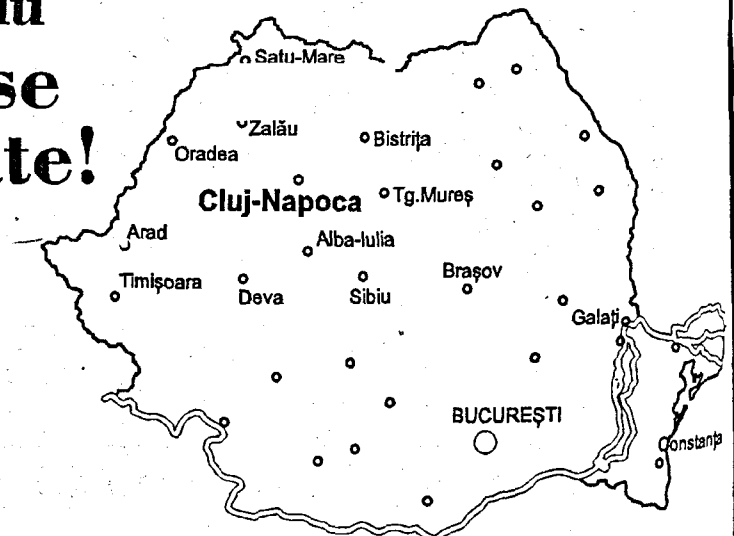 se
te!
Satu-Mare
Zalău
Bistrița
Oradea
Cluj-Napoca
Tg.Mureș
Arad
Alba-Iulia
Timișoara
Deva
Sibiu
Brașov
Galați
BUCUREȘTI
Constanța